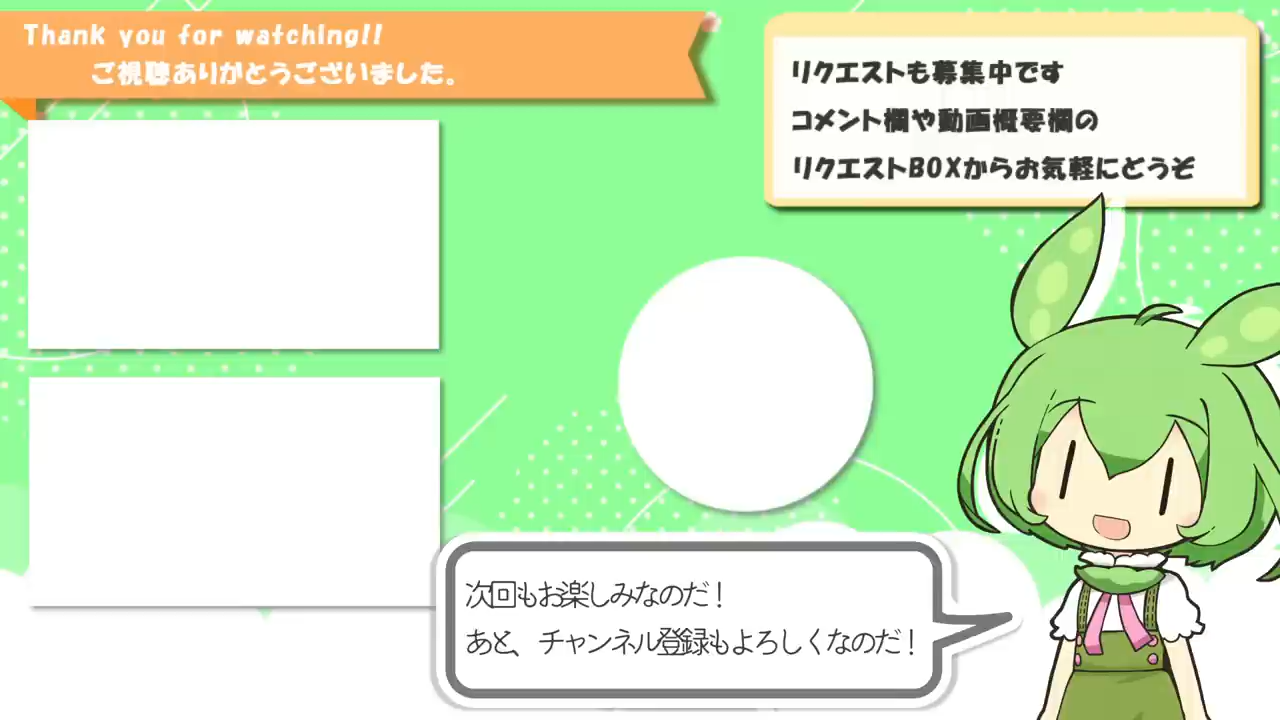 Thank you for watching!!
ご視聴ありがとうございました。
リクエストも募集中です
コメント欄や動画概要欄の
リクエストBOXからお気軽にどうぞ
次回もお楽しみなのだ！
あと、チャンネル登録もよろしくなのだ！